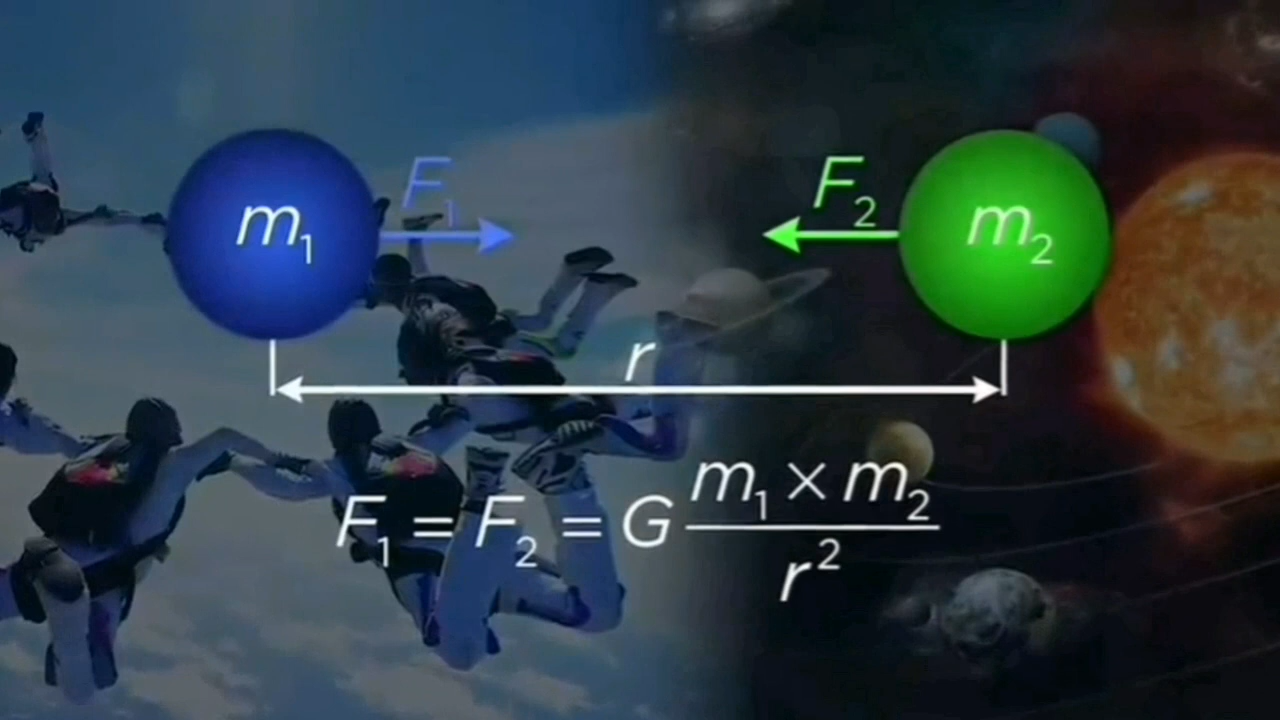 m₁ F₁ F₂ m₂
r
F₁ = F₂ = G (m₁ × m₂) / r²